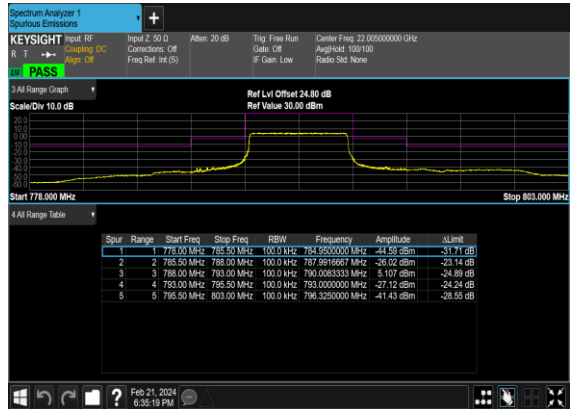 Spectrum Analyzer 1
Spurious Emissions
KEYSIGHT Input: RF Input Z: 50 Ω Atten: 20 dB Trig: Free Run Center Freq: 22.005000000 GHz
R T Coupling: DC Corrections: Off Gate: Off Avg|Hold: 100/100
Align: Off Freq Ref: Int (S) IF Gain: Low Radio Std: None
PASS
3 All Range Graph
Ref Lvl Offset 24.80 dB
Scale/Div 10.0 dB Ref Value 30.00 dBm
20.0
10.0
0.00
-10.0
-20.0
-30.0
-40.0
-50.0
-60.0
Start 778.000 MHz Stop 803.000 MHz
4 All Range Table
Spur Range Start Freq Stop Freq RBW Frequency Amplitude ΔLimit
1 1 778.00 MHz 785.50 MHz 100.0 kHz 784.9500000 MHz -44.59 dBm -31.71 dB
2 2 785.50 MHz 788.00 MHz 100.0 kHz 787.9916667 MHz -26.02 dBm -23.14 dB
3 3 788.00 MHz 793.00 MHz 100.0 kHz 790.0083333 MHz 5.107 dBm -24.89 dB
4 4 793.00 MHz 795.50 MHz 100.0 kHz 793.0000000 MHz -27.12 dBm -24.24 dB
5 5 795.50 MHz 803.00 MHz 100.0 kHz 796.3250000 MHz -41.43 dBm -28.55 dB
Feb 21, 2024
6:35:19 PM